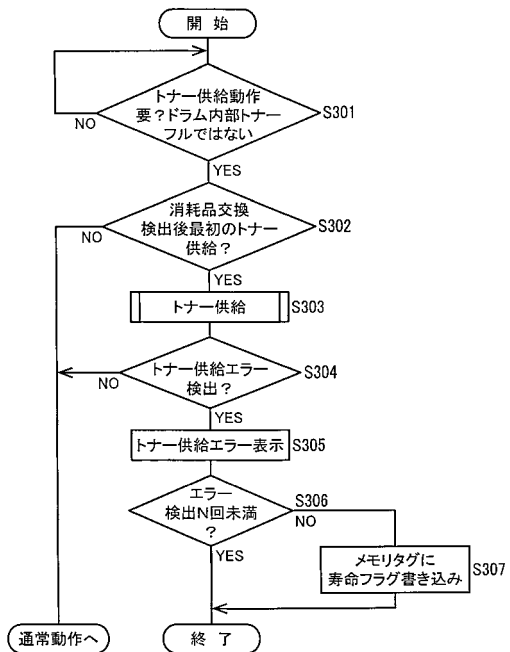 開 始
トナー供給動作
要？ドラム内部トナー
フルではない
S301
NO
YES
消耗品交換
検出後最初のトナー
供給？
S302
NO
YES
トナー供給
S303
トナー供給エラー
検出？
S304
NO
YES
トナー供給エラー表示
S305
エラー
検出N回未満
？
S306
NO
YES
メモリタグに
寿命フラグ書き込み
S307
通常動作へ
終 了